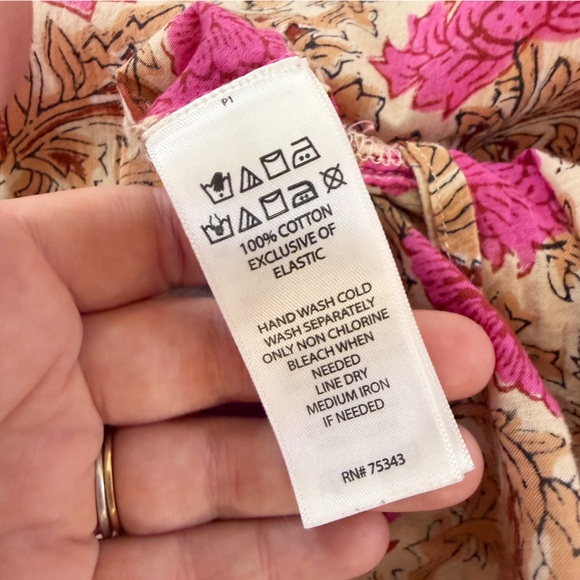 P1
100% COTTON
EXCLUSIVE OF
ELASTIC
HAND WASH COLD
WASH SEPARATELY
ONLY NON CHLORINE
BLEACH WHEN
NEEDED
LINE DRY
MEDIUM IRON
IF NEEDED
RN# 75343